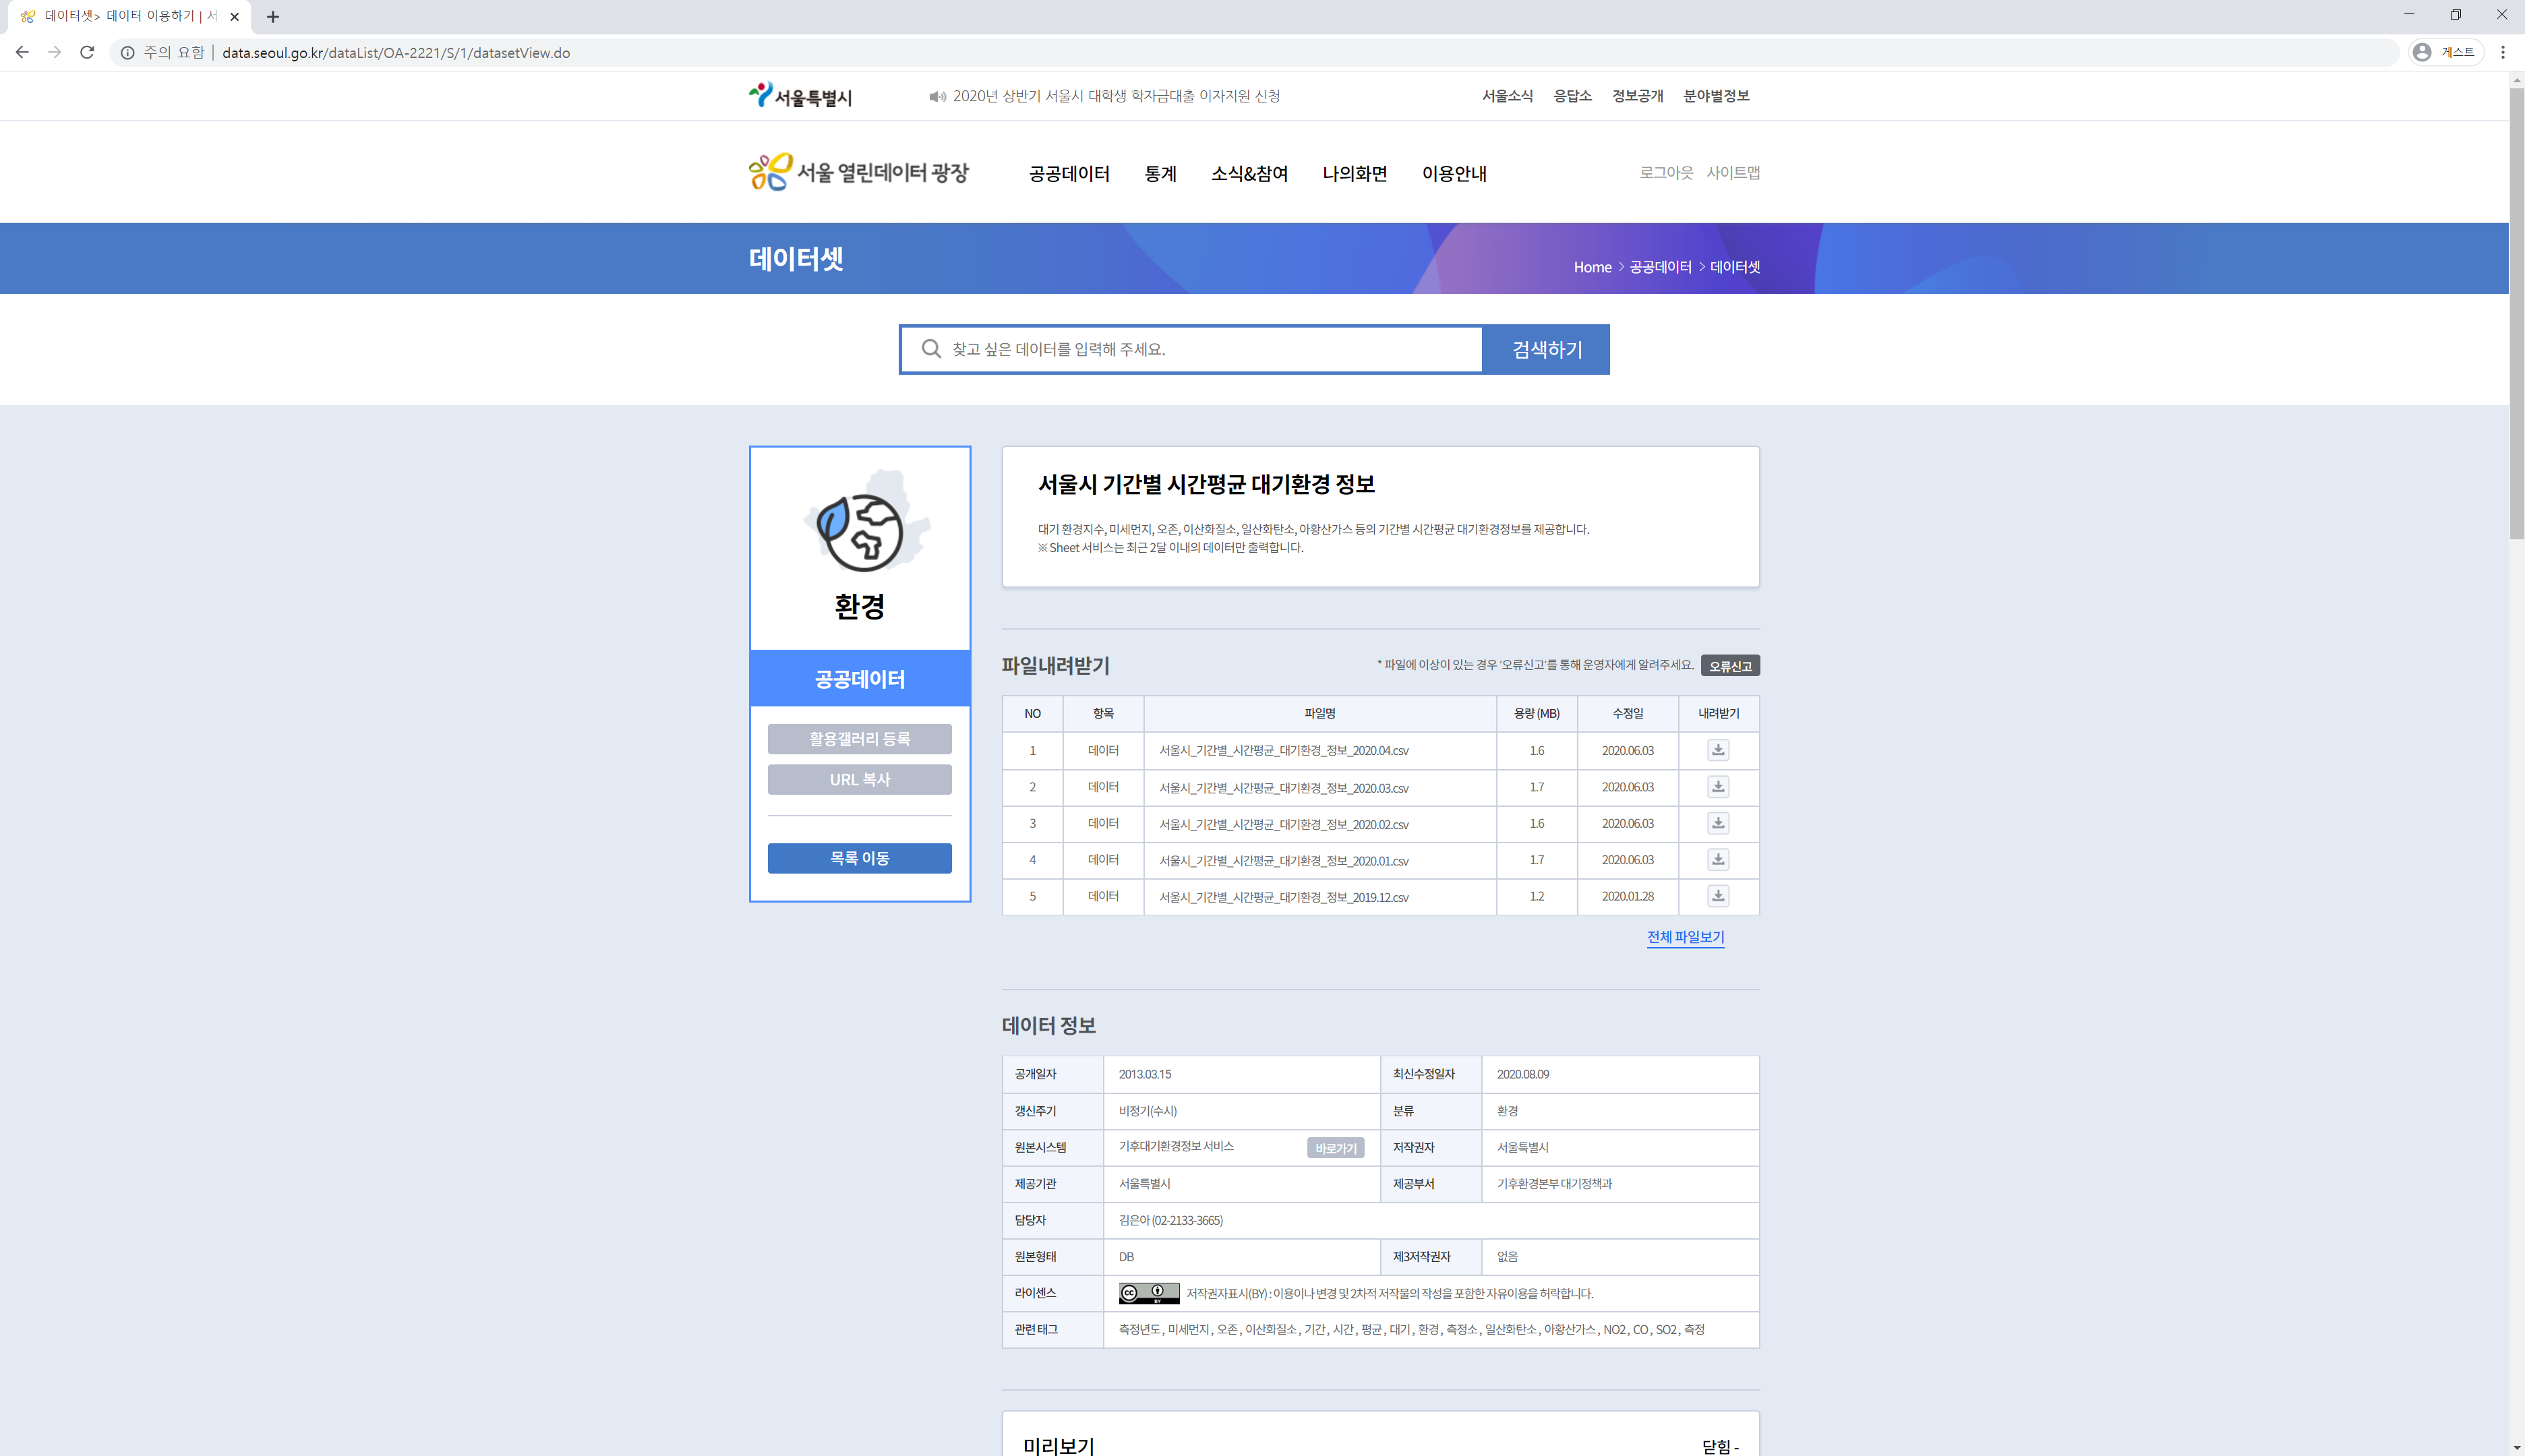 데이터셋> 데이터 이용하기 | 서
주의 요함 | data.seoul.go.kr/dataList/OA-2221/S/1/datasetView.do
게스트
서울특별시
2020년 상반기 서울시 대학생 학자금대출 이자지원 신청
서울소식 응답소 정보공개 분야별정보
서울 열린데이터 광장
공공데이터 통계 소식&참여 나의화면 이용안내
로그아웃 사이트맵
데이터셋
Home > 공공데이터 > 데이터셋
찾고 싶은 데이터를 입력해 주세요.
검색하기
환경
공공데이터
활용갤러리 등록
URL 복사
목록 이동
서울시 기간별 시간평균 대기환경 정보
대기 환경지수, 미세먼지, 오존, 이산화질소, 일산화탄소, 아황산가스 등의 기간별 시간평균 대기환경정보를 제공합니다.
※ Sheet 서비스는 최근 2달 이내의 데이터만 출력합니다.
파일내려받기
* 파일에 이상이 있는 경우 '오류신고'를 통해 운영자에게 알려주세요. 오류신고
NO 항목 파일명 용량 (MB) 수정일 내려받기
1 데이터 서울시_기간별_시간평균_대기환경_정보_2020.04.csv 1.6 2020.06.03
2 데이터 서울시_기간별_시간평균_대기환경_정보_2020.03.csv 1.7 2020.06.03
3 데이터 서울시_기간별_시간평균_대기환경_정보_2020.02.csv 1.6 2020.06.03
4 데이터 서울시_기간별_시간평균_대기환경_정보_2020.01.csv 1.7 2020.06.03
5 데이터 서울시_기간별_시간평균_대기환경_정보_2019.12.csv 1.2 2020.01.28
전체 파일보기
데이터 정보
공개일자 2013.03.15 최신수정일자 2020.08.09
갱신주기 비정기(수시) 분류 환경
원본시스템 기후대기환경정보 서비스 바로가기 저작권자 서울특별시
제공기관 서울특별시 제공부서 기후환경본부 대기정책과
담당자 김은아 (02-2133-3665)
원본형태 DB 제3저작권자 없음
라이센스 cc BY 저작권자표시(BY) : 이용이나 변경 및 2차적 저작물의 작성을 포함한 자유이용을 허락합니다.
관련 태그 측정년도 , 미세먼지 , 오존 , 이산화질소 , 기간 , 시간 , 평균 , 대기 , 환경 , 측정소 , 일산화탄소 , 아황산가스 , NO2 , CO , SO2 , 측정
미리보기
닫힘 -